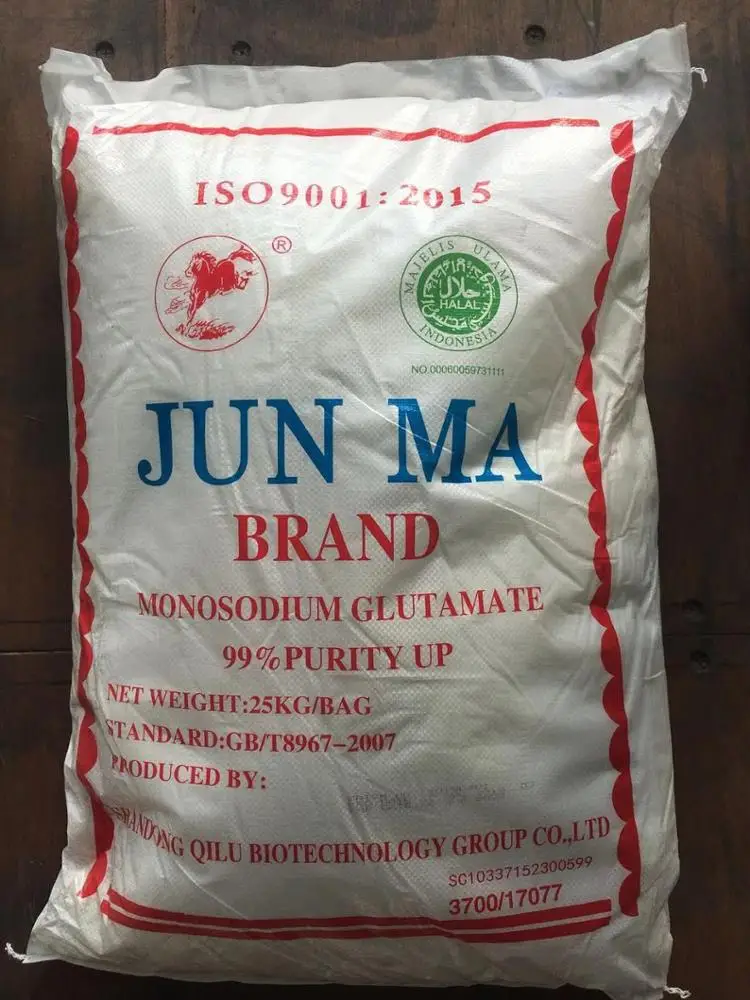 ISO9001:2015
®
MAJELIS ULAMA
حلال
HALAL
INDONESIA
NO.00060059731111
JUN MA
BRAND
MONOSODIUM GLUTAMATE
99%PURITY UP
NET WEIGHT:25KG/BAG
STANDARD:GB/T8967-2007
PRODUCED BY:
SHANDONG QILU BIOTECHNOLOGY GROUP CO.,LTD
SC10337152300599
3700/17077